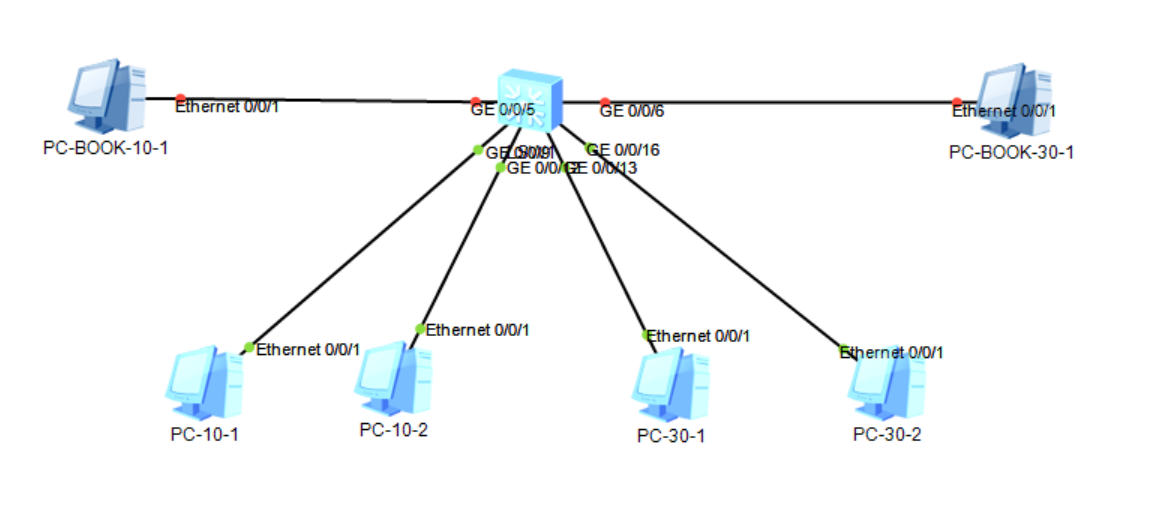 Ethernet 0/0/1
GE 0/0/5
GE 0/0/6
Ethernet 0/0/1
PC-BOOK-10-1
PC-BOOK-30-1
GE 0/0/16
GE 0/0/13
Ethernet 0/0/1
Ethernet 0/0/1
Ethernet 0/0/1
Ethernet 0/0/1
PC-10-1
PC-10-2
PC-30-1
PC-30-2